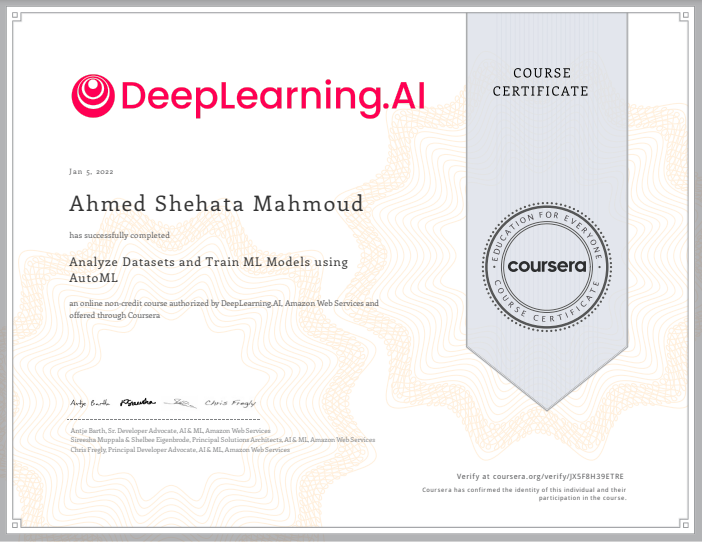 DeepLearning.AI
COURSE
CERTIFICATE
Jan 5, 2022
Ahmed Shehata Mahmoud
has successfully completed
Analyze Datasets and Train ML Models using
AutoML
an online non-credit course authorized by DeepLearning.AI, Amazon Web Services and
offered through Coursera
EDUCATION FOR EVERYONE
coursera
COURSE CERTIFICATE
Antje Barth
Chris Fregly
Antje Barth, Sr. Developer Advocate, AI & ML, Amazon Web Services
Sireesha Muppala & Shelbee Eigenbrode, Principal Solutions Architects, AI & ML, Amazon Web Services
Chris Fregly, Principal Developer Advocate, AI & ML, Amazon Web Services
Verify at coursera.org/verify/JX5F8H39ETRE
Coursera has confirmed the identity of this individual and their
participation in the course.